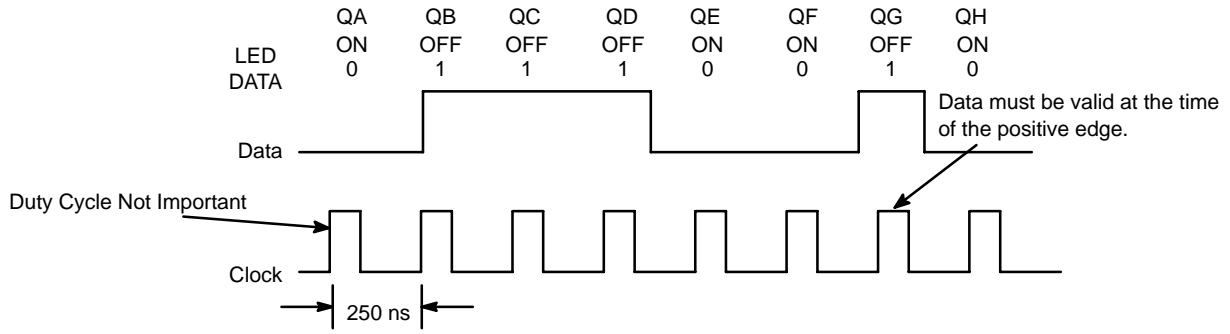 QA QB QC QD QE QF QG QH
ON OFF OFF OFF ON ON OFF ON
LED
DATA
0 1 1 1 0 0 1 0
Data must be valid at the time
of the positive edge.
Data
Duty Cycle Not Important
Clock
250 ns